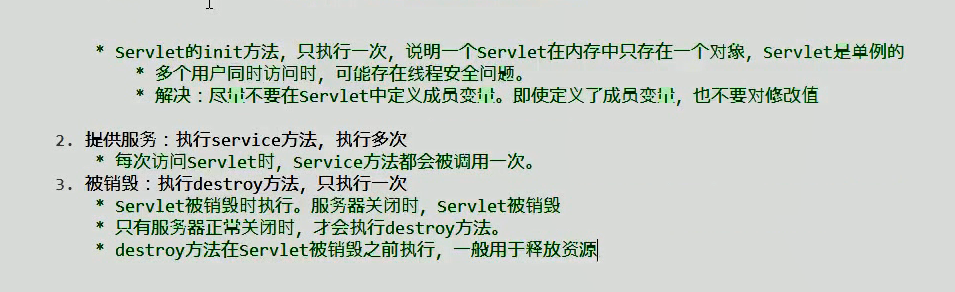 * Servlet的init方法，只执行一次，说明一个Servlet在内存中只存在一个对象，Servlet是单例的
* 多个用户同时访问时，可能存在线程安全问题。
* 解决：尽量不要在Servlet中定义成员变量。即使定义了成员变量，也不要对修改值
2. 提供服务：执行service方法，执行多次
* 每次访问Servlet时，Service方法都会被调用一次。
3. 被销毁：执行destroy方法，只执行一次
* Servlet被销毁时执行。服务器关闭时，Servlet被销毁
* 只有服务器正常关闭时，才会执行destroy方法。
* destroy方法在Servlet被销毁之前执行，一般用于释放资源